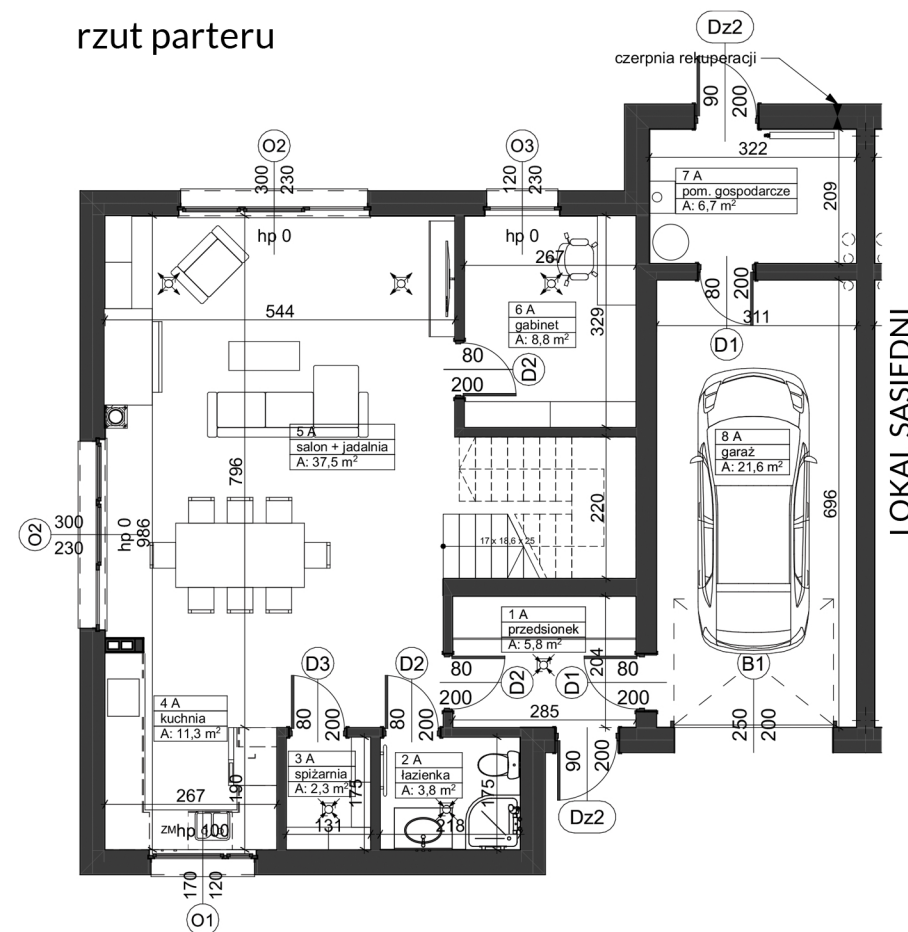 rzut parteru
Dz2
czerpnia rekuperacji
90
200
O2
O3
300
230
120
230
322
7 A
pom. gospodarcze
A: 6,7 m²
209
hp 0
hp 0
267
544
6 A
gabinet
A: 8,8 m²
329
80
200
311
D1
80
200
D2
LOKAL SĄSIEDNI
8 A
garaż
A: 21,6 m²
5 A
salon + jadalnia
A: 37,5 m²
796
220
696
O2
300
230
hp 0
986
17 x 18,6 x 25
1 A
przedsionek
A: 5,8 m²
204
D3
D2
80
200
D2
D1
80
200
B1
4 A
kuchnia
A: 11,3 m²
80
200
80
200
285
250
200
3 A
spiżarnia
A: 2,3 m²
2 A
łazienka
A: 3,8 m²
90
200
L
190
175
175
267
131
218
Dz2
ZM
hp 100
170
120
O1